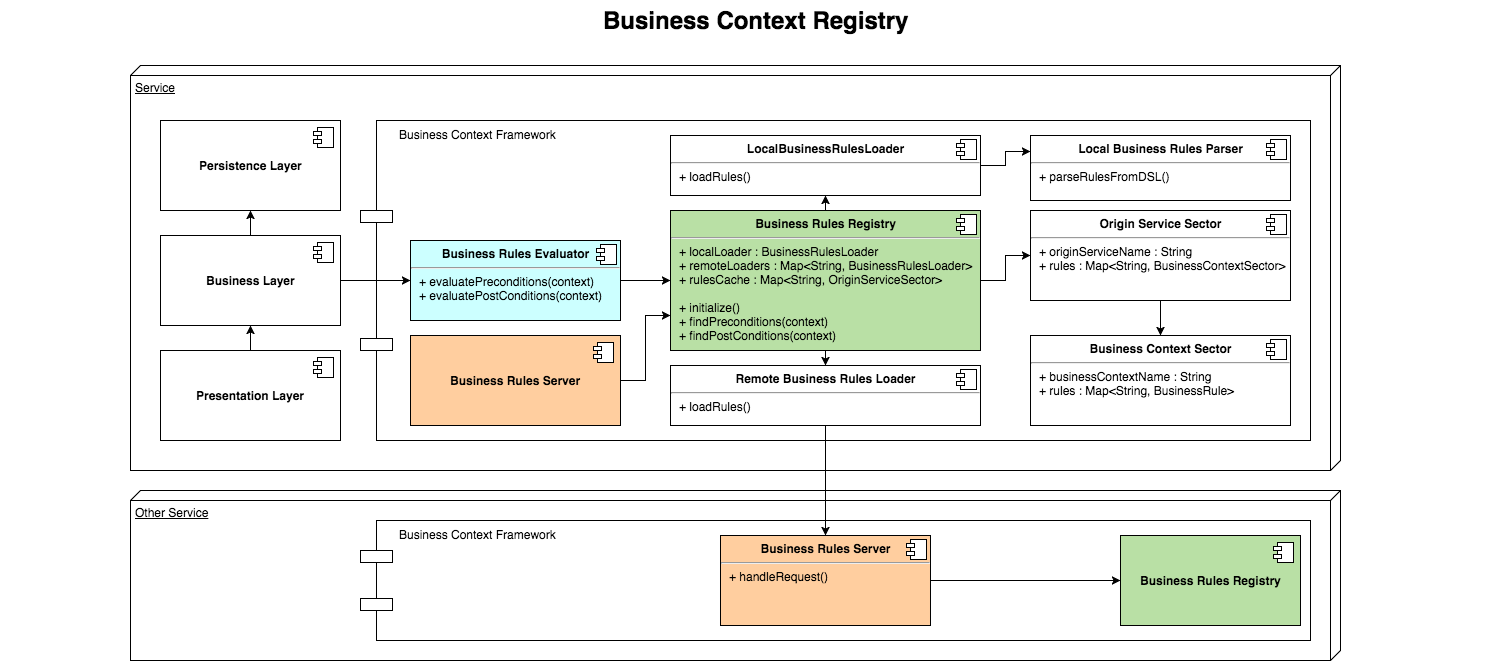 Business Context Registry
Service
Persistence Layer
Business Layer
Presentation Layer
Business Context Framework
Business Rules Evaluator
+ evaluatePreconditions(context)
+ evaluatePostConditions(context)
Business Rules Server
LocalBusinessRulesLoader
+ loadRules()
Business Rules Registry
+ localLoader : BusinessRulesLoader
+ remoteLoaders : Map<String, BusinessRulesLoader>
+ rulesCache : Map<String, OriginServiceSector>
+ initialize()
+ findPreconditions(context)
+ findPostConditions(context)
Remote Business Rules Loader
+ loadRules()
Local Business Rules Parser
+ parseRulesFromDSL()
Origin Service Sector
+ originServiceName : String
+ rules : Map<String, BusinessContextSector>
Business Context Sector
+ businessContextName : String
+ rules : Map<String, BusinessRule>
Other Service
Business Context Framework
Business Rules Server
+ handleRequest()
Business Rules Registry